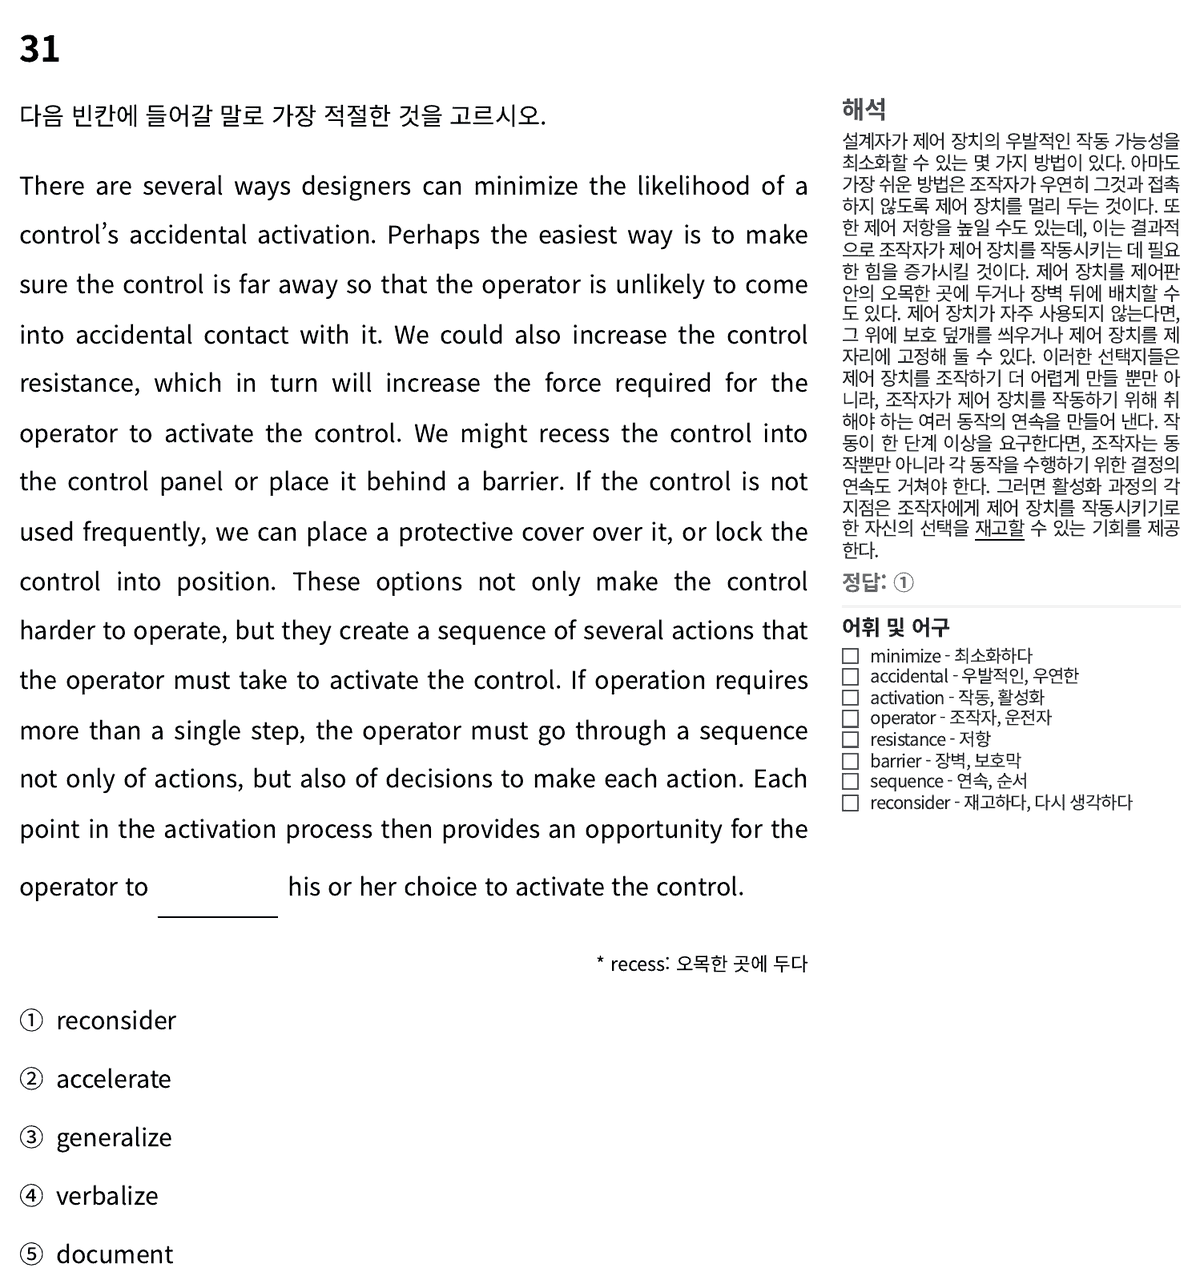 31
다음 빈칸에 들어갈 말로 가장 적절한 것을 고르시오.
There are several ways designers can minimize the likelihood of a
control’s accidental activation. Perhaps the easiest way is to make
sure the control is far away so that the operator is unlikely to come
into accidental contact with it. We could also increase the control
resistance, which in turn will increase the force required for the
operator to activate the control. We might recess the control into
the control panel or place it behind a barrier. If the control is not
used frequently, we can place a protective cover over it, or lock the
control into position. These options not only make the control
harder to operate, but they create a sequence of several actions that
the operator must take to activate the control. If operation requires
more than a single step, the operator must go through a sequence
not only of actions, but also of decisions to make each action. Each
point in the activation process then provides an opportunity for the
operator to ________ his or her choice to activate the control.
* recess: 오목한 곳에 두다
① reconsider
② accelerate
③ generalize
④ verbalize
⑤ document
해석
설계자가 제어 장치의 우발적인 작동 가능성을
최소화할 수 있는 몇 가지 방법이 있다. 아마도
가장 쉬운 방법은 조작자가 우연히 그것과 접촉
하지 않도록 제어 장치를 멀리 두는 것이다. 또
한 제어 저항을 높일 수도 있는데, 이는 결과적
으로 조작자가 제어 장치를 작동시키는 데 필요
한 힘을 증가시킬 것이다. 제어 장치를 제어판
안의 오목한 곳에 두거나 장벽 뒤에 배치할 수
도 있다. 제어 장치가 자주 사용되지 않는다면,
그 위에 보호 덮개를 씌우거나 제어 장치를 제
자리에 고정해 둘 수 있다. 이러한 선택지들은
제어 장치를 조작하기 더 어렵게 만들 뿐만 아
니라, 조작자가 제어 장치를 작동하기 위해 취
해야 하는 여러 동작의 연속을 만들어 낸다. 작
동이 한 단계 이상을 요구한다면, 조작자는 동
작뿐만 아니라 각 동작을 수행하기 위한 결정의
연속도 거쳐야 한다. 그러면 활성화 과정의 각
지점은 조작자에게 제어 장치를 작동시키기로
한 자신의 선택을 재고할 수 있는 기회를 제공
한다.
정답: ①
어휘 및 어구
□ minimize - 최소화하다
□ accidental - 우발적인, 우연한
□ activation - 작동, 활성화
□ operator - 조작자, 운전자
□ resistance - 저항
□ barrier - 장벽, 보호막
□ sequence - 연속, 순서
□ reconsider - 재고하다, 다시 생각하다